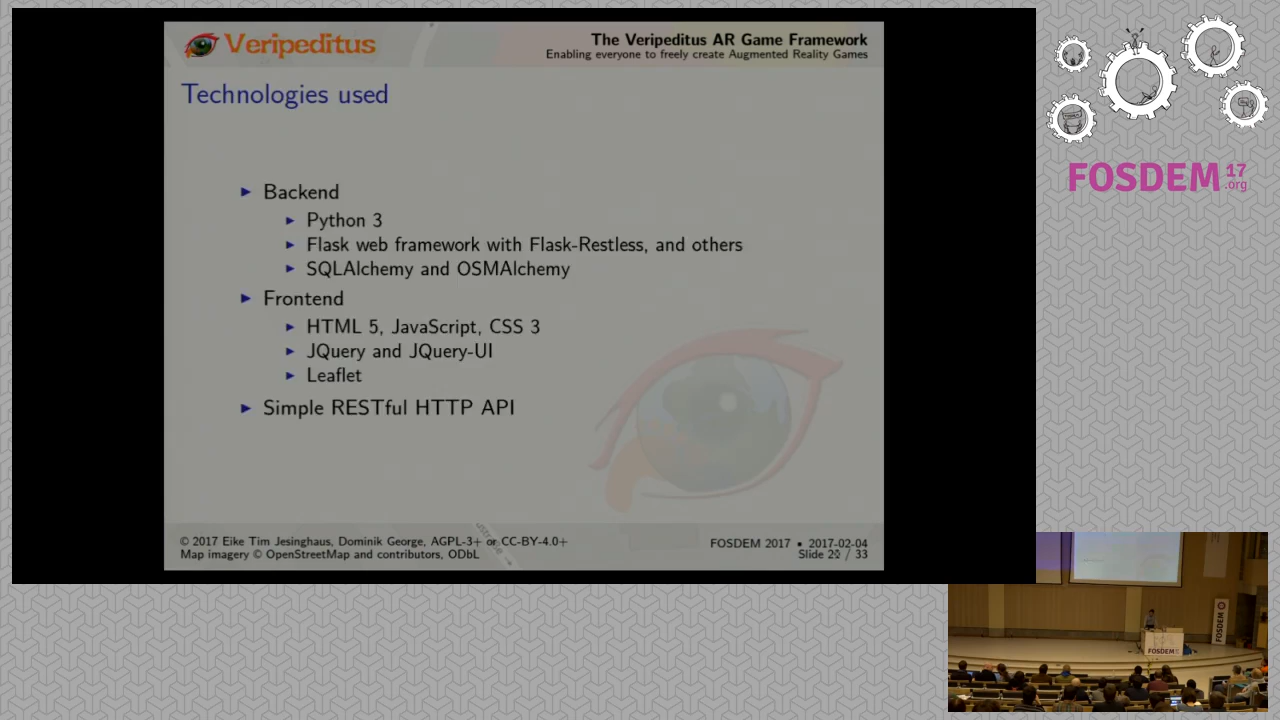 Veripeditus
The Veripeditus AR Game Framework
Enabling everyone to freely create Augmented Reality Games
Technologies used
Backend
Python 3
Flask web framework with Flask-Restless, and others
SQLAlchemy and OSMAlchemy
Frontend
HTML 5, JavaScript, CSS 3
JQuery and JQuery-UI
Leaflet
Simple RESTful HTTP API
© 2017 Eike Tim Jesinghaus, Dominik George, AGPL-3+ or CC-BY-4.0+
Map imagery © OpenStreetMap and contributors, ODbL
FOSDEM 2017 • 2017-02-04
/ 33
FOSDEM 17
.org
FOSDEM
FOSDEM